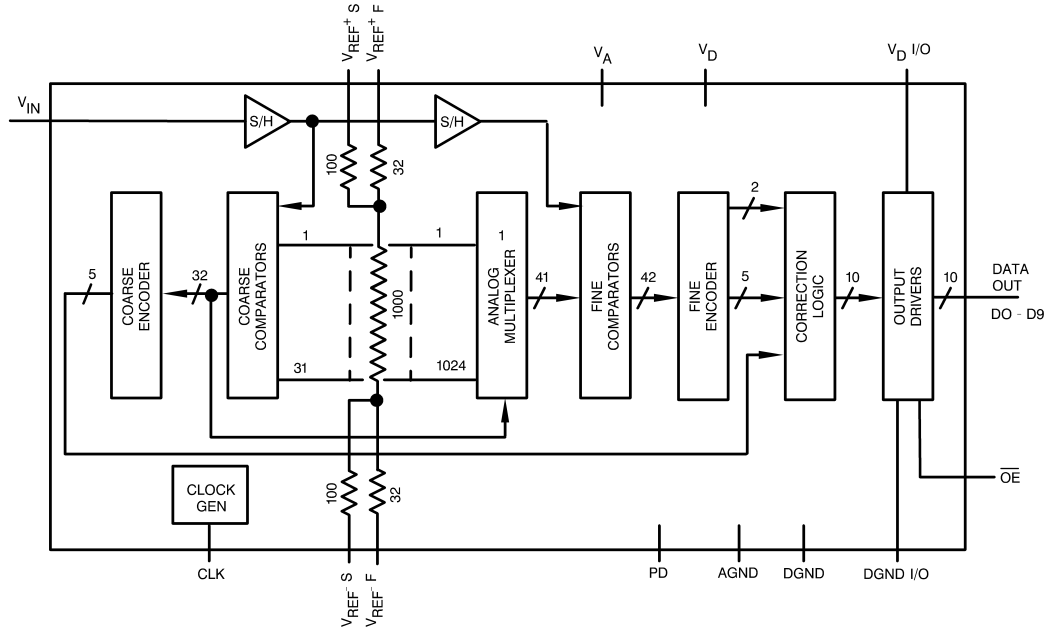 VREF+ S
VREF+ F
VA
VD
VD I/O
VIN
S/H
S/H
100
32
2
1
1
1
5
COARSE
ENCODER
32
COARSE
COMPARATORS
1000
ANALOG
MULTIPLEXER
41
FINE
COMPARATORS
42
FINE
ENCODER
5
CORRECTION
LOGIC
10
OUTPUT
DRIVERS
10
DATA
OUT
DO - D9
31
1024
100
32
CLOCK
GEN
OE
CLK
VREF- S
VREF- F
PD
AGND
DGND
DGND I/O